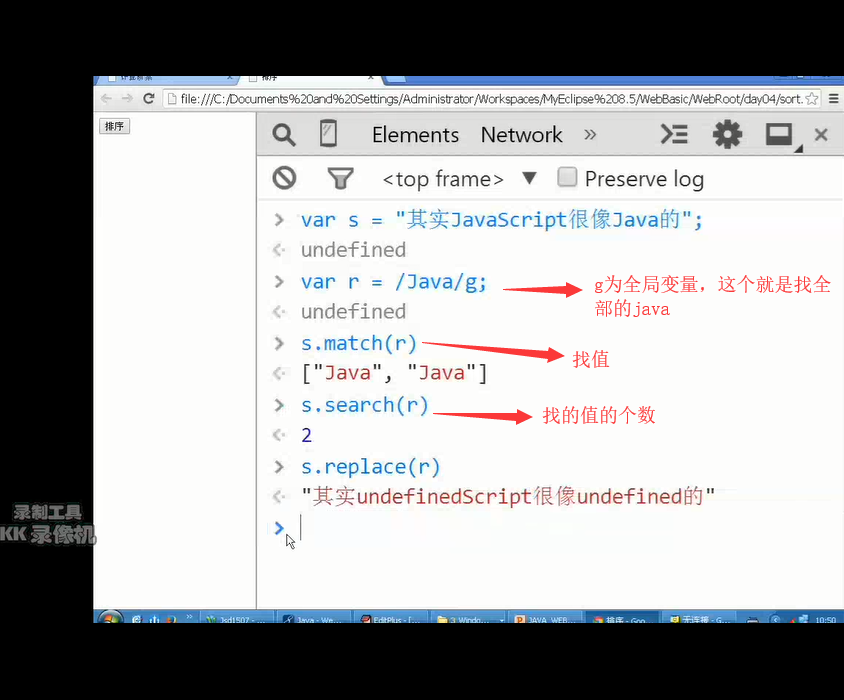 排序
file:///C:/Documents%20and%20Settings/Administrator/Workspaces/MyEclipse%208.5/WebBasic/WebRoot/day04/sort.
排序
Elements Network »
<top frame> ▼ Preserve log
> var s = "其实JavaScript很像Java的";
undefined
> var r = /Java/g;
g为全局变量，这个就是找全
部的java
undefined
> s.match(r)
找值
["Java", "Java"]
> s.search(r)
找的值的个数
2
> s.replace(r)
"其实undefinedScript很像undefined的"
>
录制工具
KK 录像机
Jsd1507 - ... Java - We... EditPlus - [... 3 Window... JAVA_WEB... 排序 - Goo... 无连接 - G... 10:50